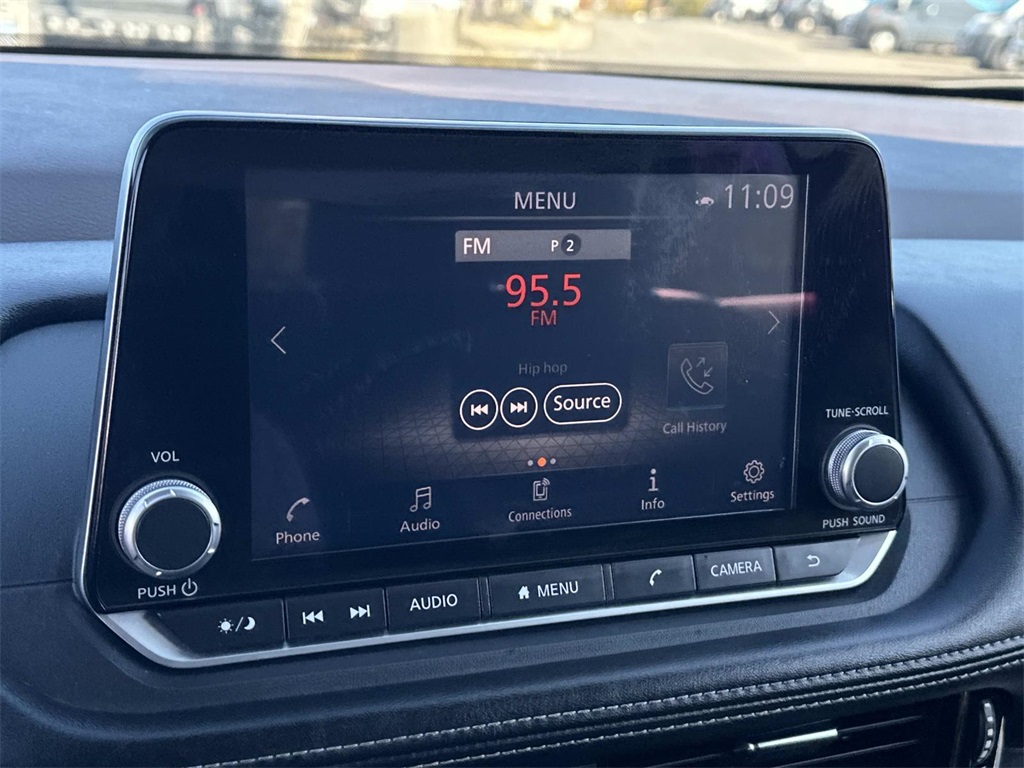 MENU
11:09
FM P 2
95.5
FM
Hip hop
Source
Call History
Phone
Audio
Connections
Info
Settings
VOL
PUSH
TUNE·SCROLL
PUSH SOUND
AUDIO
MENU
CAMERA